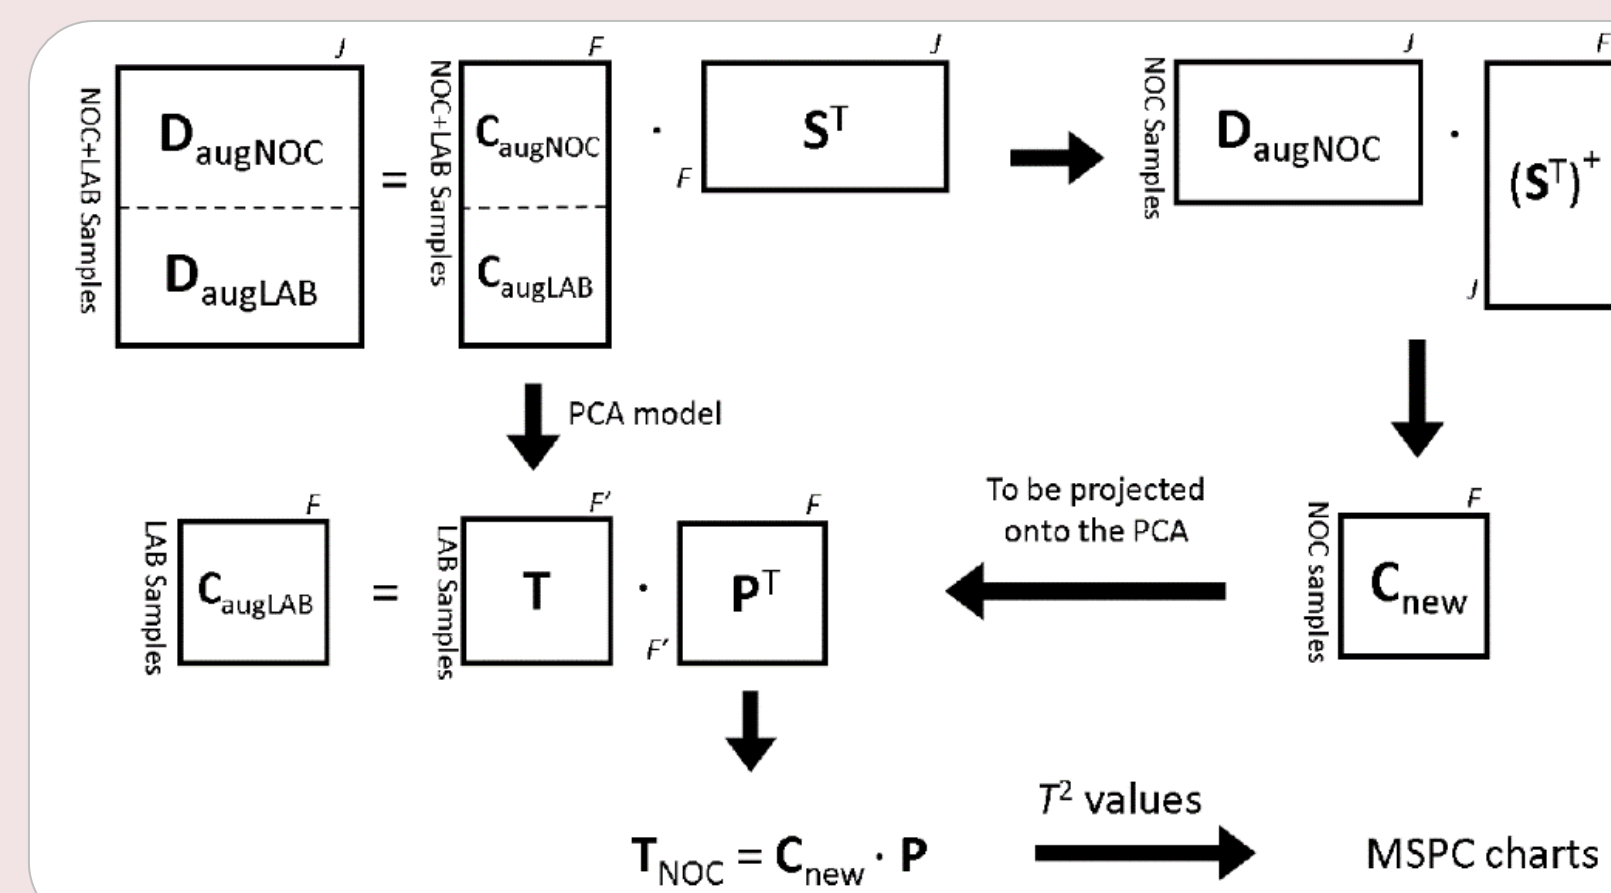 J
F
J
J
F
NOC+LAB Samples
D_augNOC
D_augLAB
=
NOC+LAB Samples
C_augNOC
C_augLAB
·
F
S^T
NOC Samples
D_augNOC
·
J
(S^T)^+
PCA model
To be projected
onto the PCA
F
F'
F
F
LAB Samples
C_augLAB
=
LAB Samples
T
·
F'
P^T
NOC samples
C_new
T² values
T_NOC = C_new · P
MSPC charts